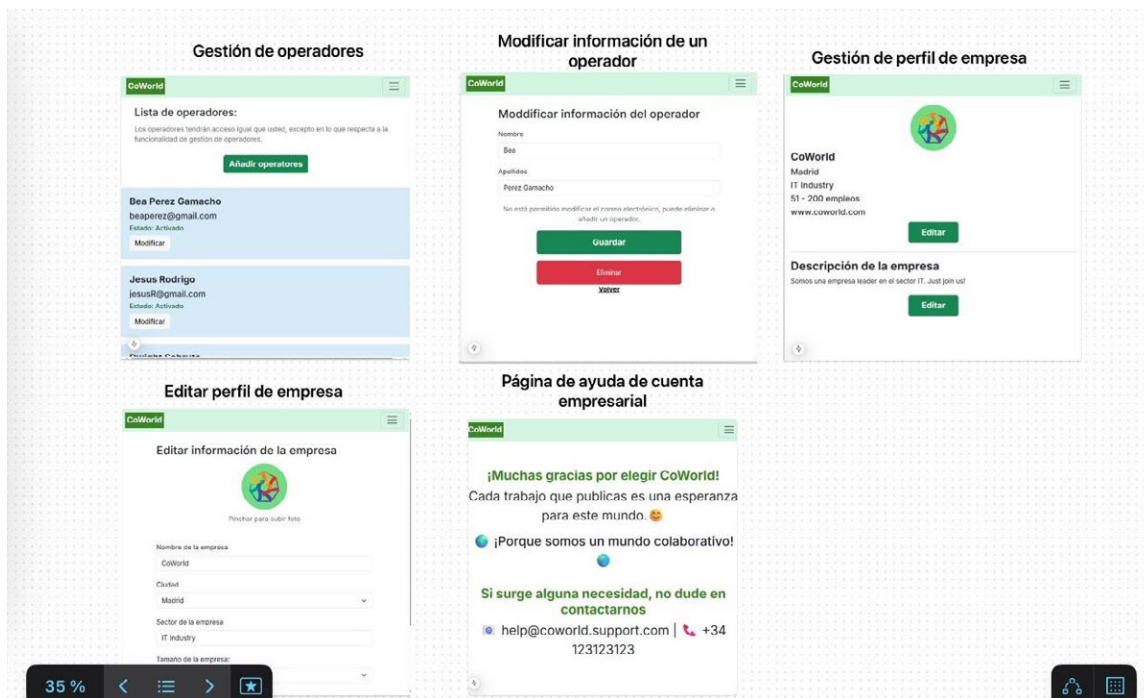 Gestión de operadores
CoWorld
Lista de operadores:
Los operadores tendrán acceso igual que usted, excepto en lo que respecta a la
funcionalidad de gestión de operadores.
Añadir operatores
Bea Perez Gamacho
beaperez@gmail.com
Estado: Activado
Modificar
Jesus Rodrigo
jesusR@gmail.com
Estado: Activado
Modificar
Modificar información de un
operador
CoWorld
Moddificar información del operador
Nombre
Bea
Apellidos
Perez Gamacho
No está permitido modificar el correo electrónico, puede eliminar o
añadir un operador.
Guardar
Eliminar
Volver
Gestión de perfil de empresa
CoWorld
CoWorld
Madrid
IT Industry
51 - 200 empleos
www.coworld.com
Editar
Descripción de la empresa
Somos una empresa leader en el sector IT. Just join us!
Editar
Editar perfil de empresa
CoWorld
Editar información de la empresa
Pinchar para subir foto
Nombre de la empresa
CoWorld
Ciudad
Madrid
Sector de la empresa
IT Industry
Tamaño de la empresa:
Página de ayuda de cuenta
empresarial
CoWorld
¡Muchas gracias por elegir CoWorld!
Cada trabajo que publicas es una esperanza
para este mundo. 😊
🌍 ¡Porque somos un mundo colaborativo!
🌍
Si surge alguna necesidad, no dude en
contactarnos
📧 help@coworld.support.com | 📞 +34
123123123
35 %